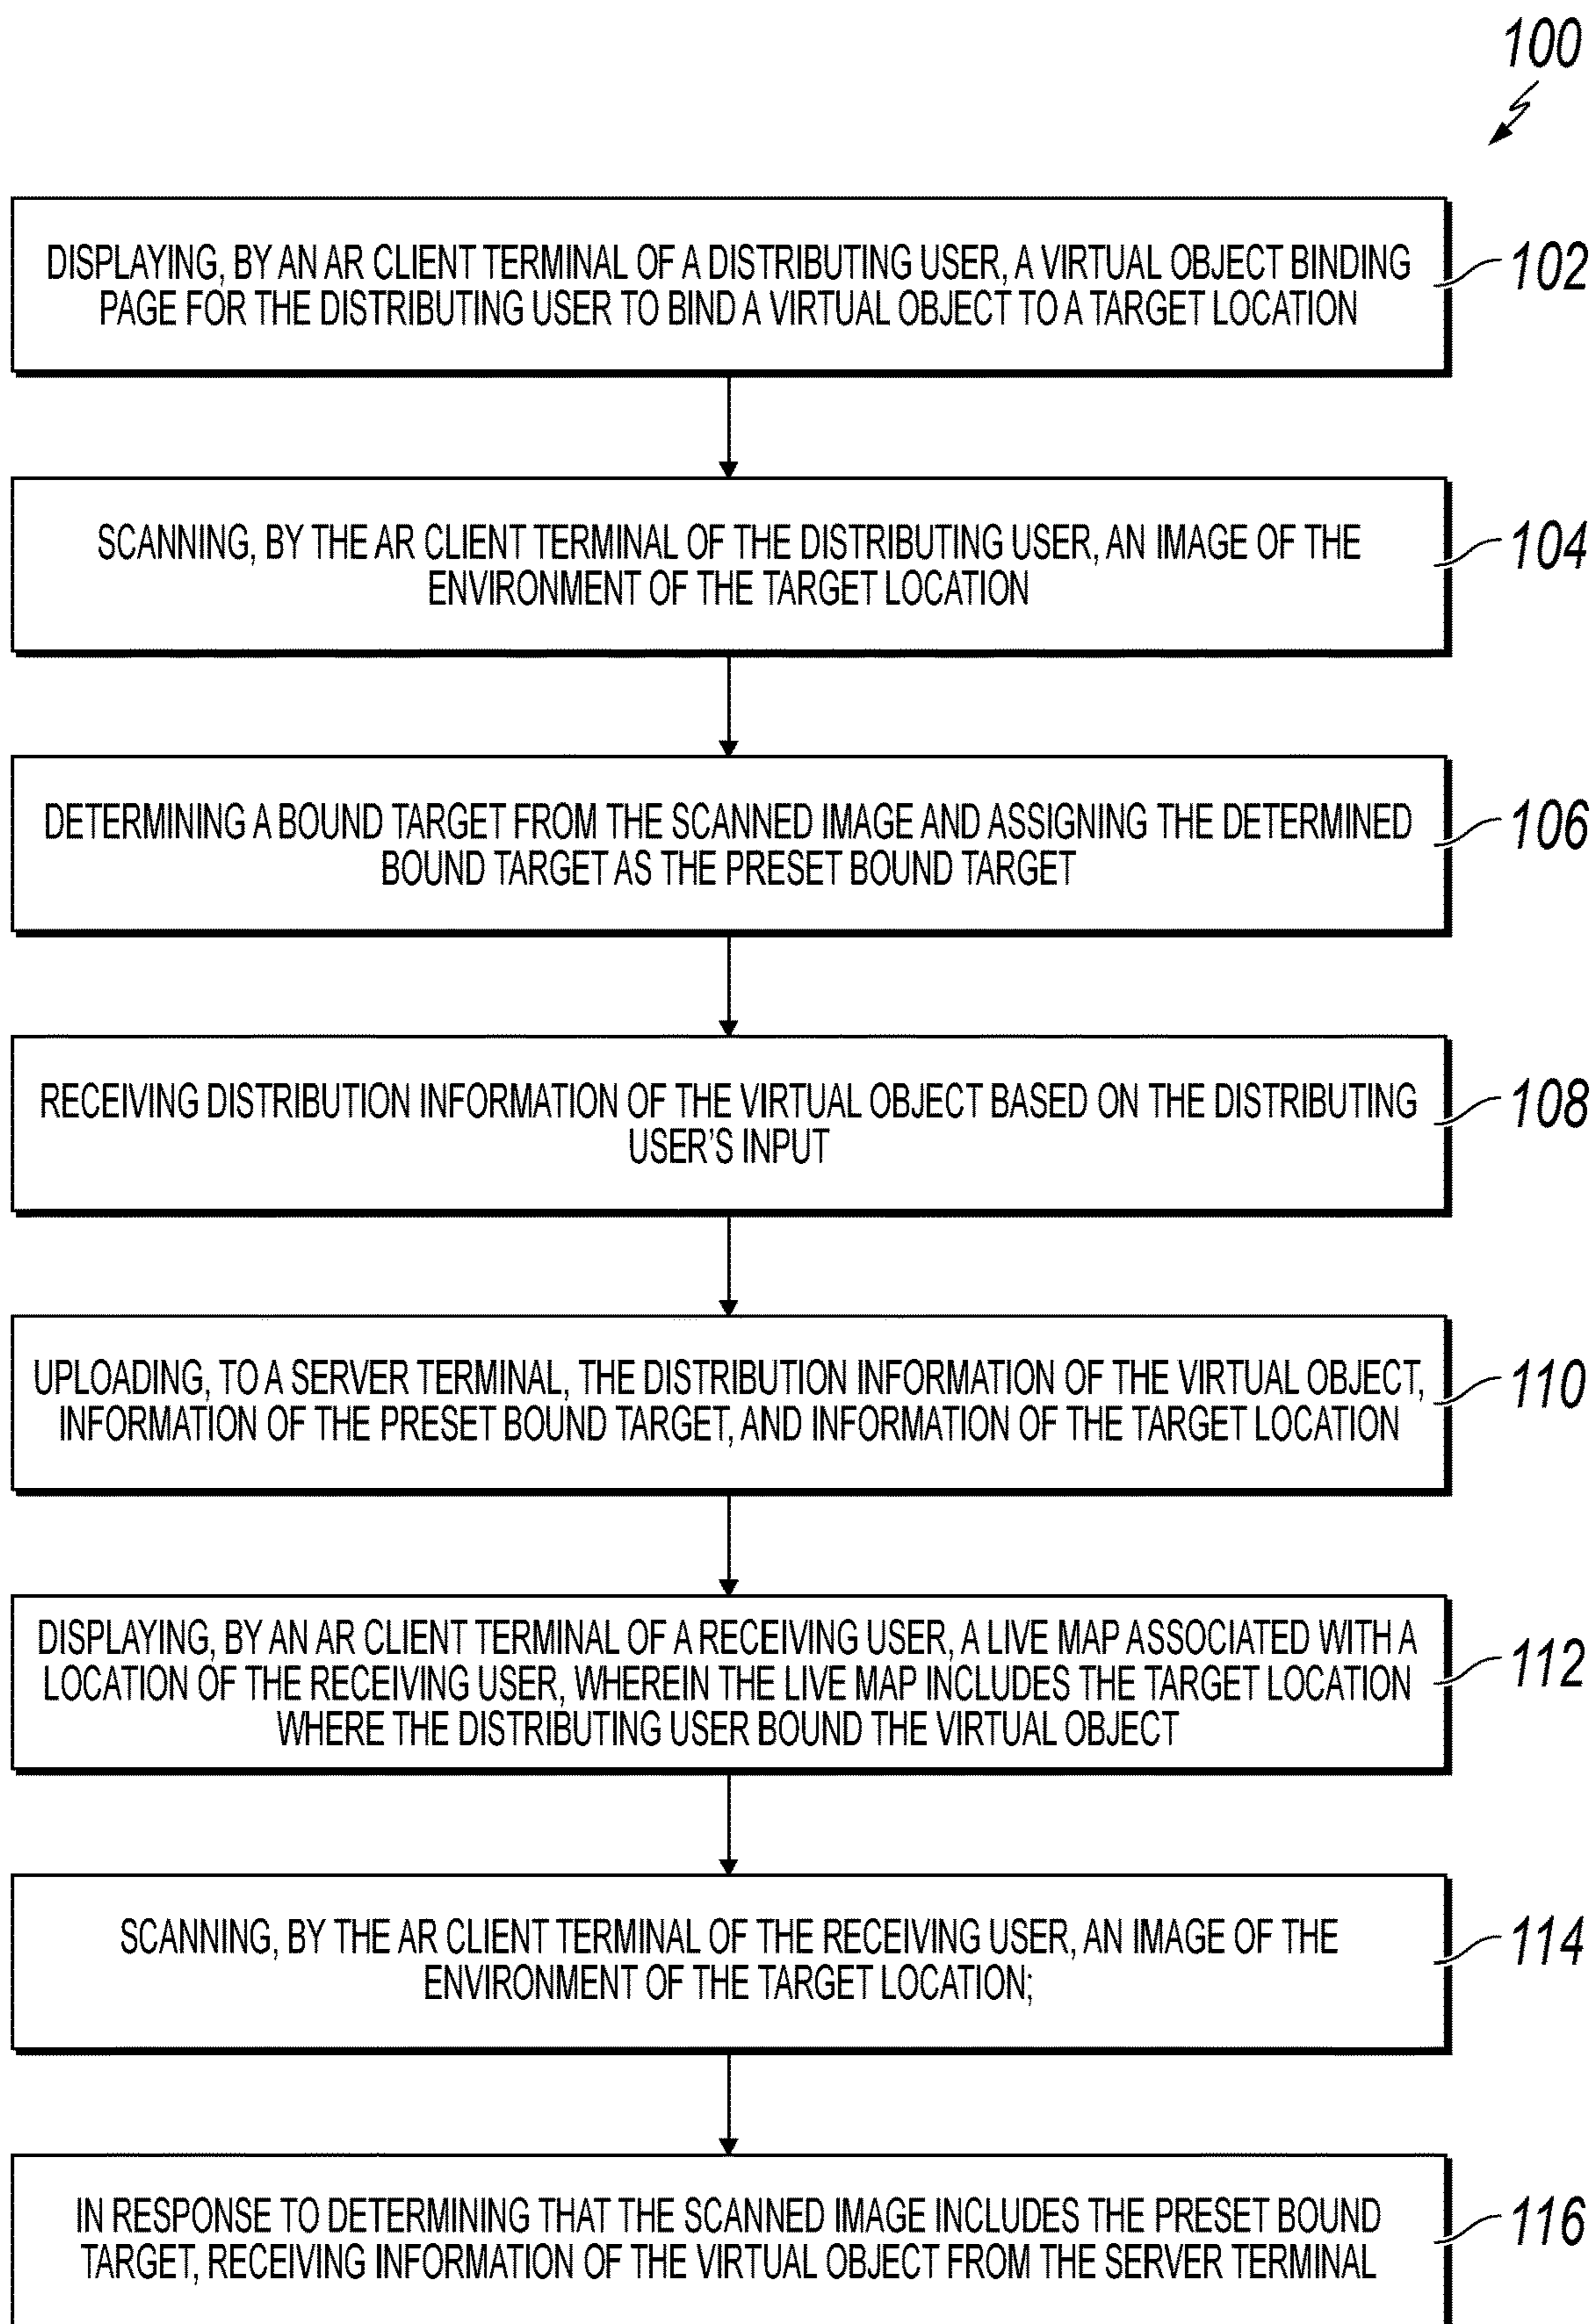 100
DISPLAYING, BY AN AR CLIENT TERMINAL OF A DISTRIBUTING USER, A VIRTUAL OBJECT BINDING
PAGE FOR THE DISTRIBUTING USER TO BIND A VIRTUAL OBJECT TO A TARGET LOCATION
102
SCANNING, BY THE AR CLIENT TERMINAL OF THE DISTRIBUTING USER, AN IMAGE OF THE
ENVIRONMENT OF THE TARGET LOCATION
104
DETERMINING A BOUND TARGET FROM THE SCANNED IMAGE AND ASSIGNING THE DETERMINED
BOUND TARGET AS THE PRESET BOUND TARGET
106
RECEIVING DISTRIBUTION INFORMATION OF THE VIRTUAL OBJECT BASED ON THE DISTRIBUTING
USER'S INPUT
108
UPLOADING, TO A SERVER TERMINAL, THE DISTRIBUTION INFORMATION OF THE VIRTUAL OBJECT,
INFORMATION OF THE PRESET BOUND TARGET, AND INFORMATION OF THE TARGET LOCATION
110
DISPLAYING, BY AN AR CLIENT TERMINAL OF A RECEIVING USER, A LIVE MAP ASSOCIATED WITH A
LOCATION OF THE RECEIVING USER, WHEREIN THE LIVE MAP INCLUDES THE TARGET LOCATION
WHERE THE DISTRIBUTING USER BOUND THE VIRTUAL OBJECT
112
SCANNING, BY THE AR CLIENT TERMINAL OF THE RECEIVING USER, AN IMAGE OF THE
ENVIRONMENT OF THE TARGET LOCATION;
114
IN RESPONSE TO DETERMINING THAT THE SCANNED IMAGE INCLUDES THE PRESET BOUND
TARGET, RECEIVING INFORMATION OF THE VIRTUAL OBJECT FROM THE SERVER TERMINAL
116